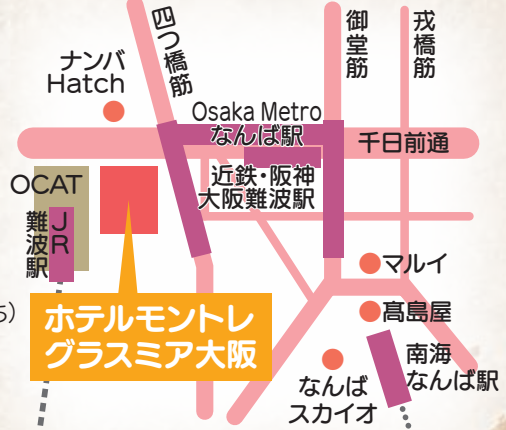 四つ橋筋
御堂筋
戎橋筋
ナンバ
Hatch
Osaka Metro
なんば駅
千日前通
近鉄・阪神
大阪難波駅
OCAT
JR
難波駅
マルイ
髙島屋
5）
ホテルモントレ
グラスミア大阪
南海
なんば駅
なんば
スカイオ